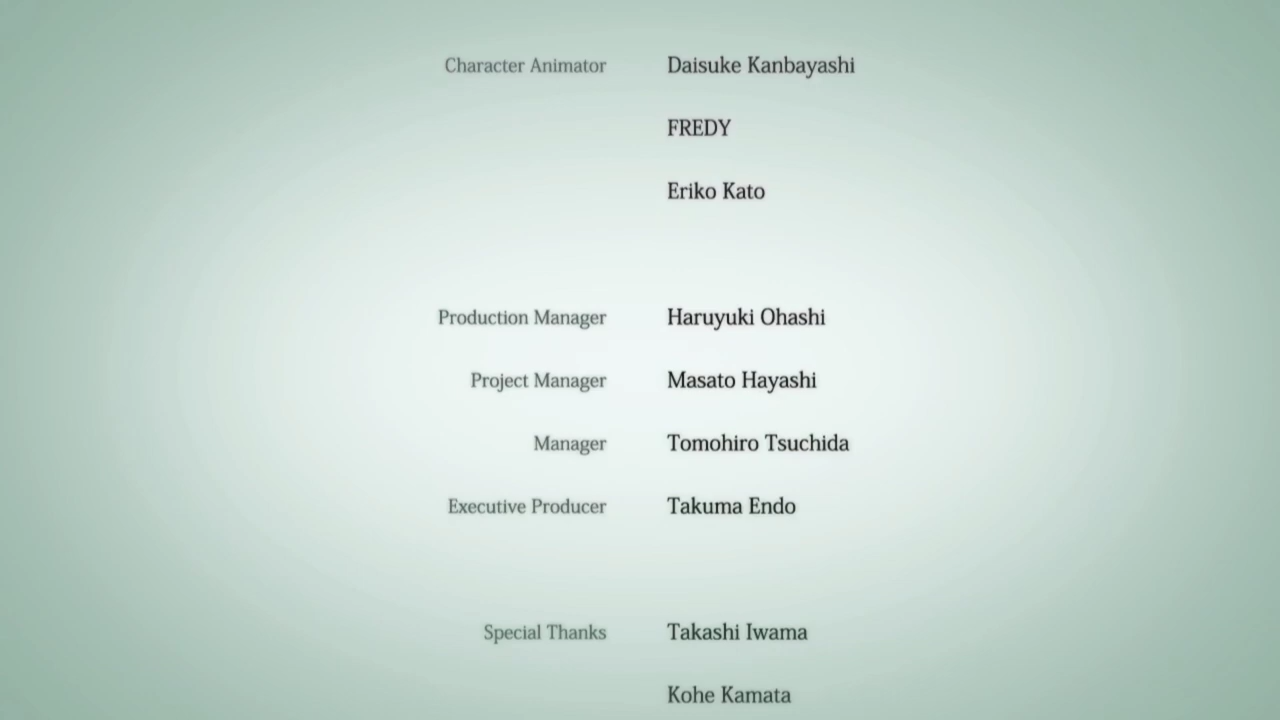 Character Animator Daisuke Kanbayashi
FREDY
Eriko Kato
Production Manager Haruyuki Ohashi
Project Manager Masato Hayashi
Manager Tomohiro Tsuchida
Executive Producer Takuma Endo
Special Thanks Takashi Iwama
Kohe Kamata